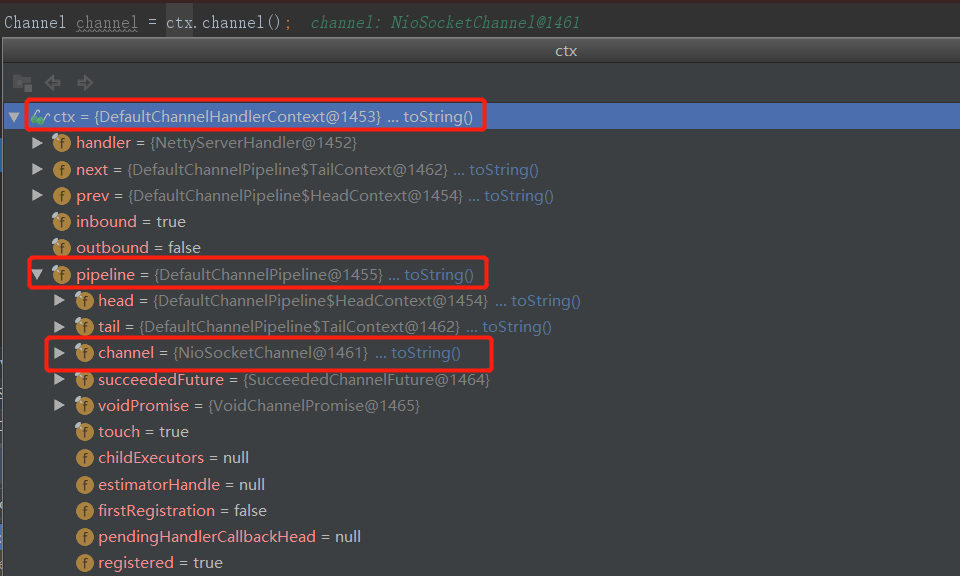 Channel channel = ctx.channel(); channel: NioSocketChannel@1461
ctx
ctx = {DefaultChannelHandlerContext@1453} ... toString()
handler = {NettyServerHandler@1452}
next = {DefaultChannelPipeline$TailContext@1462} ... toString()
prev = {DefaultChannelPipeline$HeadContext@1454} ... toString()
inbound = true
outbound = false
pipeline = {DefaultChannelPipeline@1455} ... toString()
head = {DefaultChannelPipeline$HeadContext@1454} ... toString()
tail = {DefaultChannelPipeline$TailContext@1462} ... toString()
channel = {NioSocketChannel@1461} ... toString()
succeededFuture = {SucceededChannelFuture@1464}
voidPromise = {VoidChannelPromise@1465}
touch = true
childExecutors = null
estimatorHandle = null
firstRegistration = false
pendingHandlerCallbackHead = null
registered = true